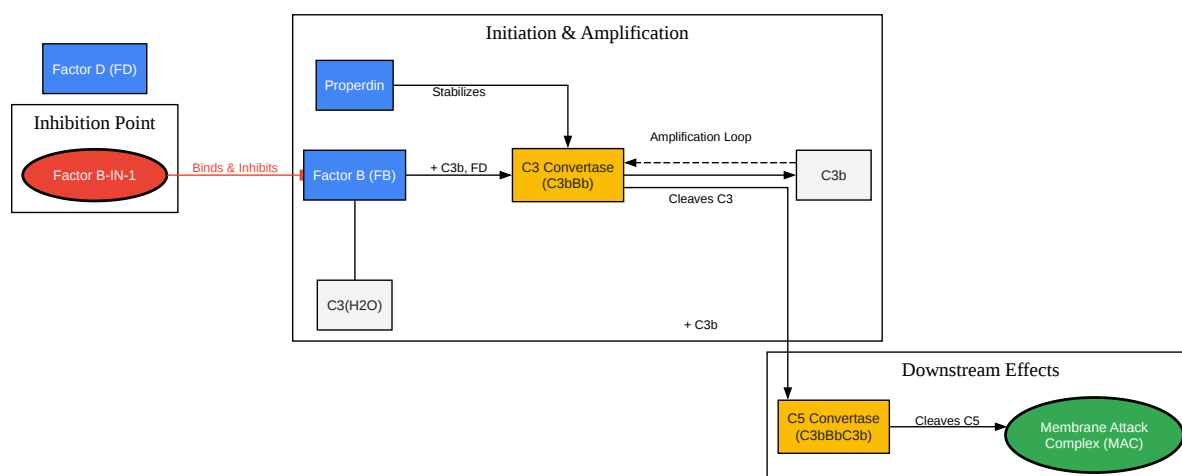 Initiation & Amplification
Factor D (FD)
Properdin
Stabilizes
Inhibition Point
Factor B-IN-1
Binds & Inhibits
Factor B (FB)
+ C3b, FD
C3 Convertase
(C3bBb)
Amplification Loop
Cleaves C3
C3b
C3(H2O)
+ C3b
Downstream Effects
C5 Convertase
(C3bBbC3b)
Cleaves C5
Membrane Attack
Complex (MAC)